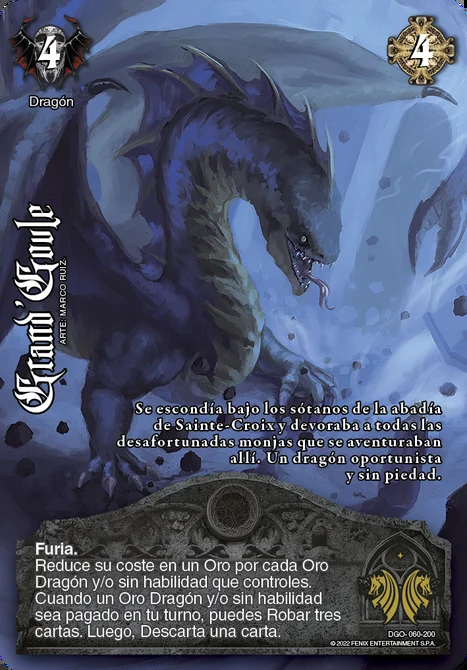 4
4
Dragón
Grand'Goule
ARTE: MARCO RUIZ.
Se escondía bajo los sótanos de la abadía
de Sainte-Croix y devoraba a todas las
desafortunadas monjas que se aventuraban
allí. Un dragón oportunista
y sin piedad.
Furia.
Reduce su coste en un Oro por cada Oro
Dragón y/o sin habilidad que controles.
Cuando un Oro Dragón y/o sin habilidad
sea pagado en tu turno, puedes Robar tres
cartas. Luego, Descarta una carta.
DGO- 060-200
© 2022 FENIX ENTERTAINMENT S.P.A.